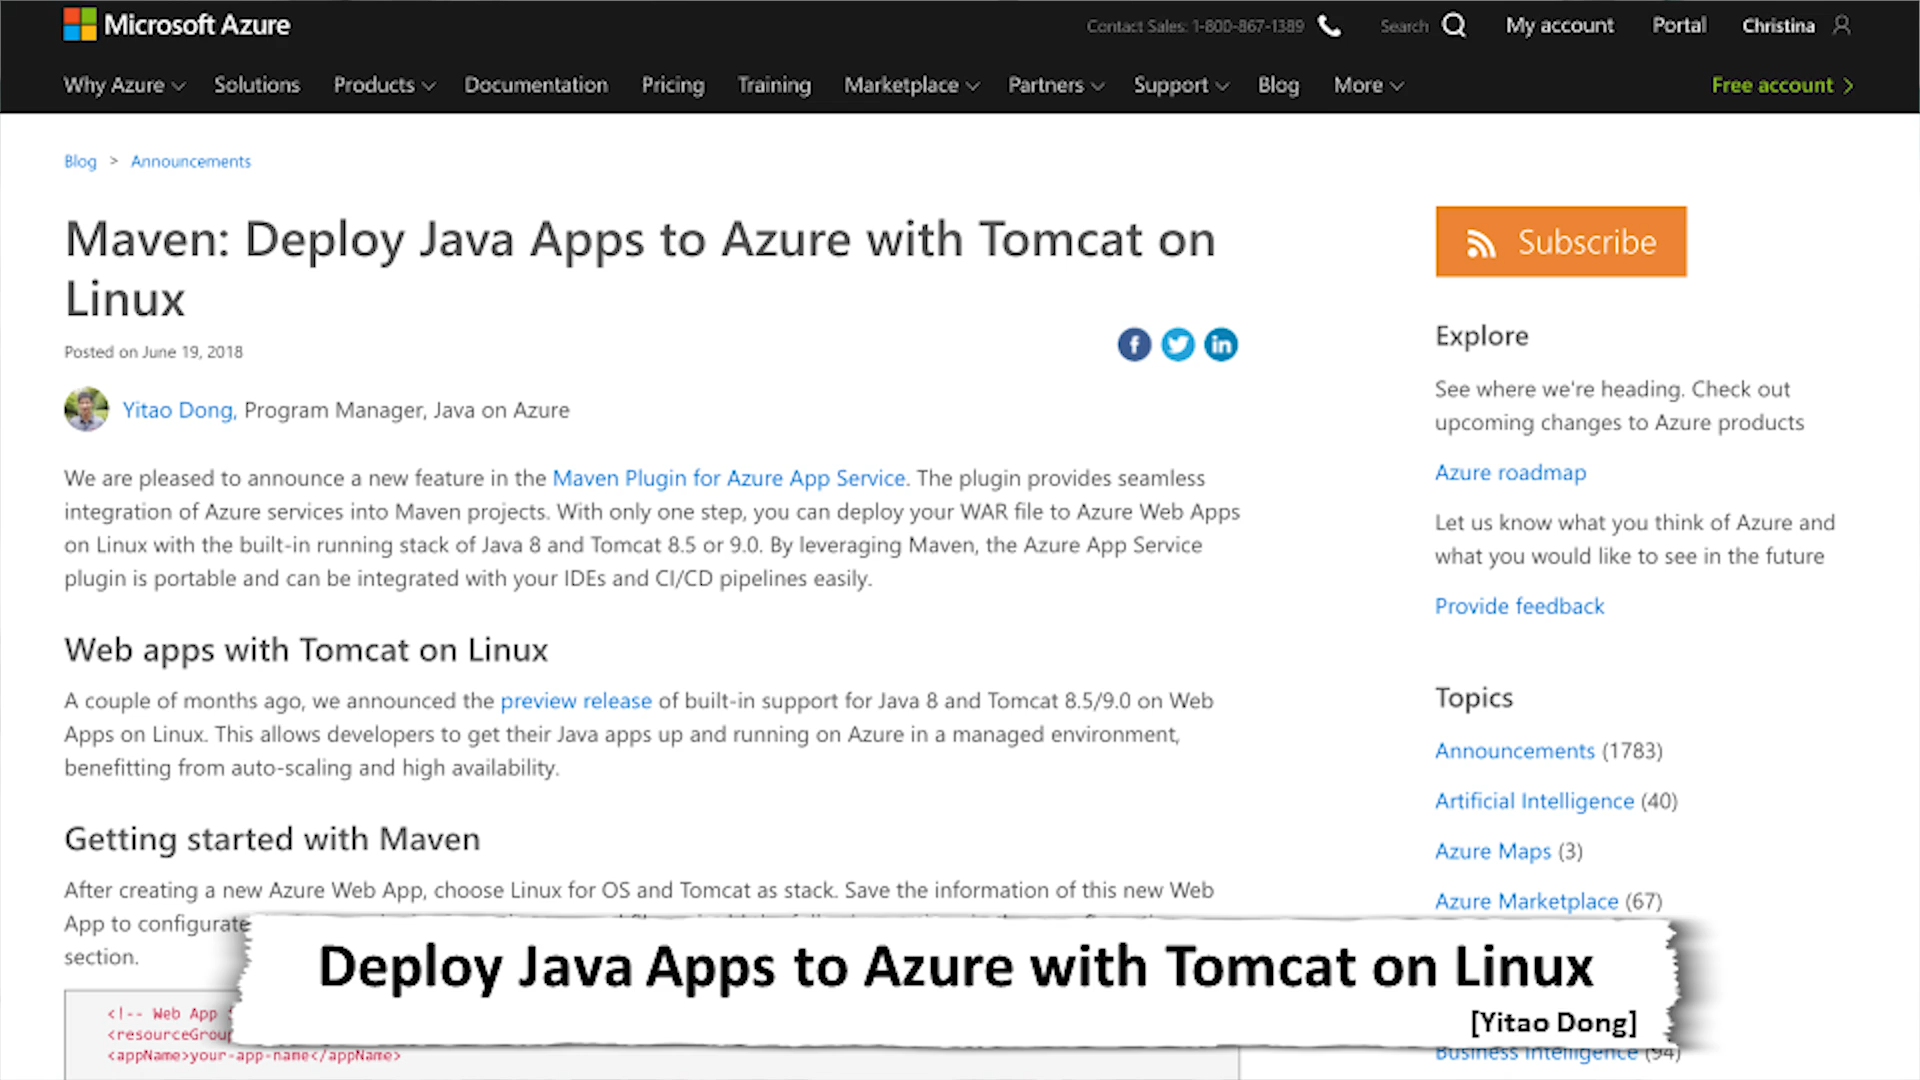 Microsoft Azure
Contact Sales: 1-800-867-1389
Search
My account
Portal
Christina
Why Azure
Solutions
Products
Documentation
Pricing
Training
Marketplace
Partners
Support
Blog
More
Free account
Blog > Announcements
Maven: Deploy Java Apps to Azure with Tomcat on
Linux
Posted on June 19, 2018
Yitao Dong, Program Manager, Java on Azure
We are pleased to announce a new feature in the Maven Plugin for Azure App Service. The plugin provides seamless
integration of Azure services into Maven projects. With only one step, you can deploy your WAR file to Azure Web Apps
on Linux with the built-in running stack of Java 8 and Tomcat 8.5 or 9.0. By leveraging Maven, the Azure App Service
plugin is portable and can be integrated with your IDEs and CI/CD pipelines easily.
Web apps with Tomcat on Linux
A couple of months ago, we announced the preview release of built-in support for Java 8 and Tomcat 8.5/9.0 on Web
Apps on Linux. This allows developers to get their Java apps up and running on Azure in a managed environment,
benefitting from auto-scaling and high availability.
Getting started with Maven
After creating a new Azure Web App, choose Linux for OS and Tomcat as stack. Save the information of this new Web
App to configurate
section.
<!-- Web App
<resourceGroup
<appName>your-app-name</appName>
Subscribe
Explore
See where we're heading. Check out
upcoming changes to Azure products
Azure roadmap
Let us know what you think of Azure and
what you would like to see in the future
Provide feedback
Topics
Announcements (1783)
Artificial Intelligence (40)
Azure Maps (3)
Azure Marketplace (67)
Business Intelligence (94)
Deploy Java Apps to Azure with Tomcat on Linux
[Yitao Dong]